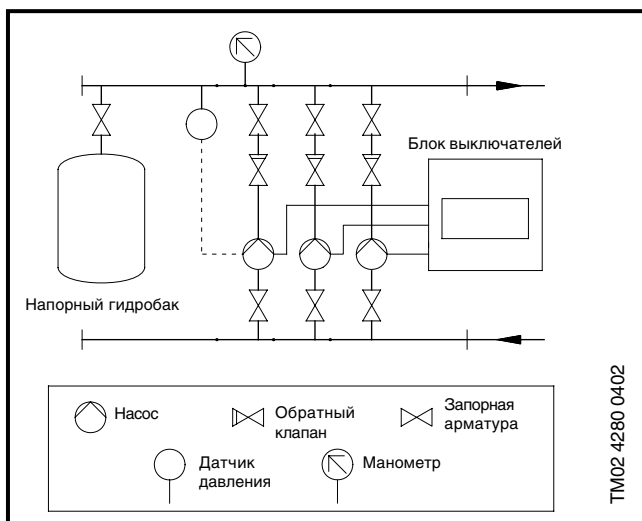 Блок выключателей
Напорный гидробак
Насос
Обратный
клапан
Запорная
арматура
Датчик
давления
Манометр
TM02 4280 0402